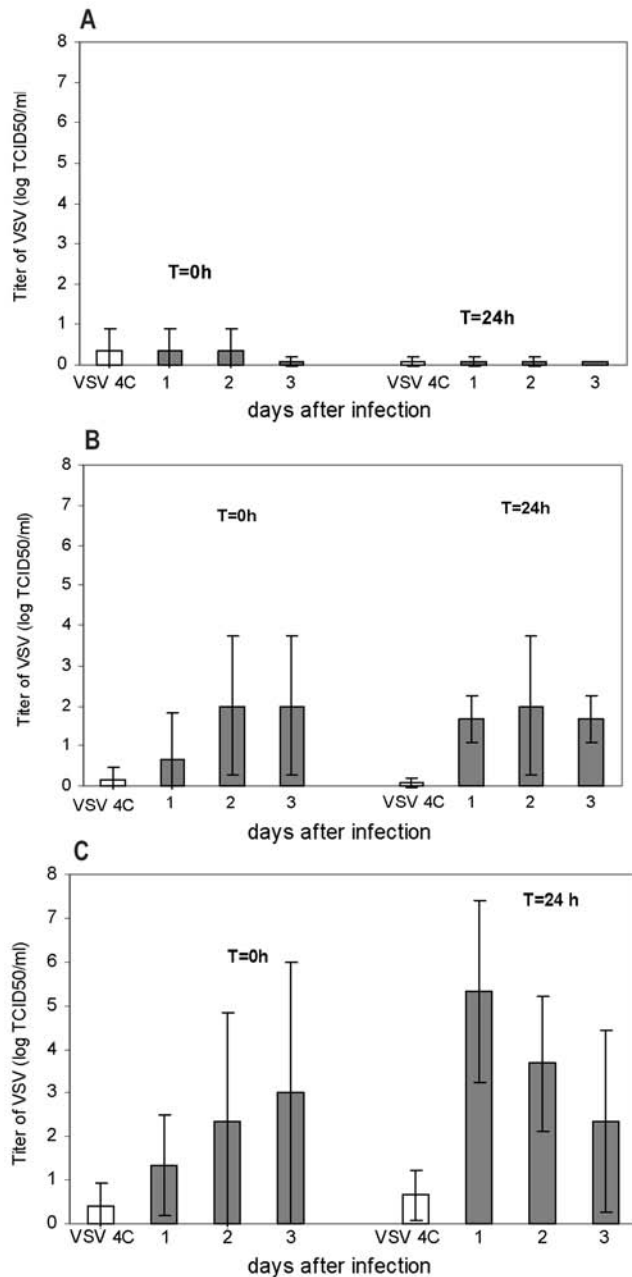 A
Titer of VSV (log TCID50/ml
8
7
6
5
4
3
2
1
0
T=0h
T=24h
VSV 4C 1 2 3 VSV 4C 1 2 3
days after infection
B
Titer of VSV (log TCID50/ml)
8
7
6
5
4
3
2
1
0
T=0h
T=24h
VSV 4C 1 2 3 VSV 4C 1 2 3
days after infection
C
Titer of VSV (log TCID50/ml)
8
7
6
5
4
3
2
1
0
T=0h
T=24 h
VSV 4C 1 2 3 VSV 4C 1 2 3
days after infection